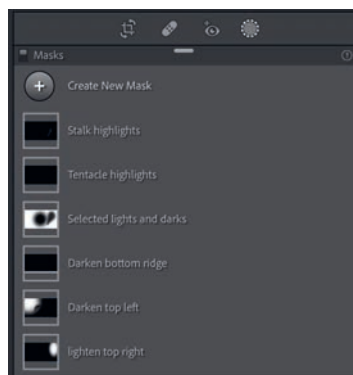 Masks
Create New Mask
Stalk highlights
Tentacle highlights
Selected lights and darks
Darken bottom ridge
Darken top left
lighten top right